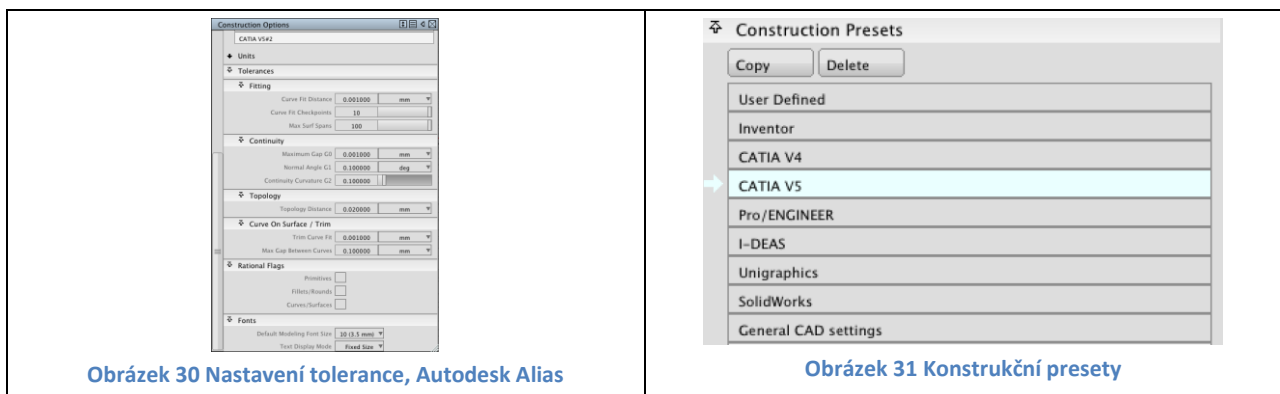 Construction Options
CATIA V5#2
Units
Tolerances
Fitting
Curve Fit Distance 0.001000 mm
Curve Fit Checkpoints 10
Max Surf Spans 100
Continuity
Maximum Gap G0 0.001000 mm
Normal Angle G1 0.100000 deg
Continuity Curvature G2 0.100000
Topology
Topology Distance 0.020000 mm
Curve On Surface / Trim
Trim Curve Fit 0.001000 mm
Max Gap Between Curves 0.100000 mm
Rational Flags
Primitives
Fillets/Rounds
Curves/Surfaces
Fonts
Default Modeling Font Size 10 (3.5 mm)
Text Display Mode Fixed Size
Obrázek 30 Nastavení tolerance, Autodesk Alias
Construction Presets
Copy Delete
User Defined
Inventor
CATIA V4
CATIA V5
Pro/ENGINEER
I-DEAS
Unigraphics
SolidWorks
General CAD settings
Obrázek 31 Konstrukční presety